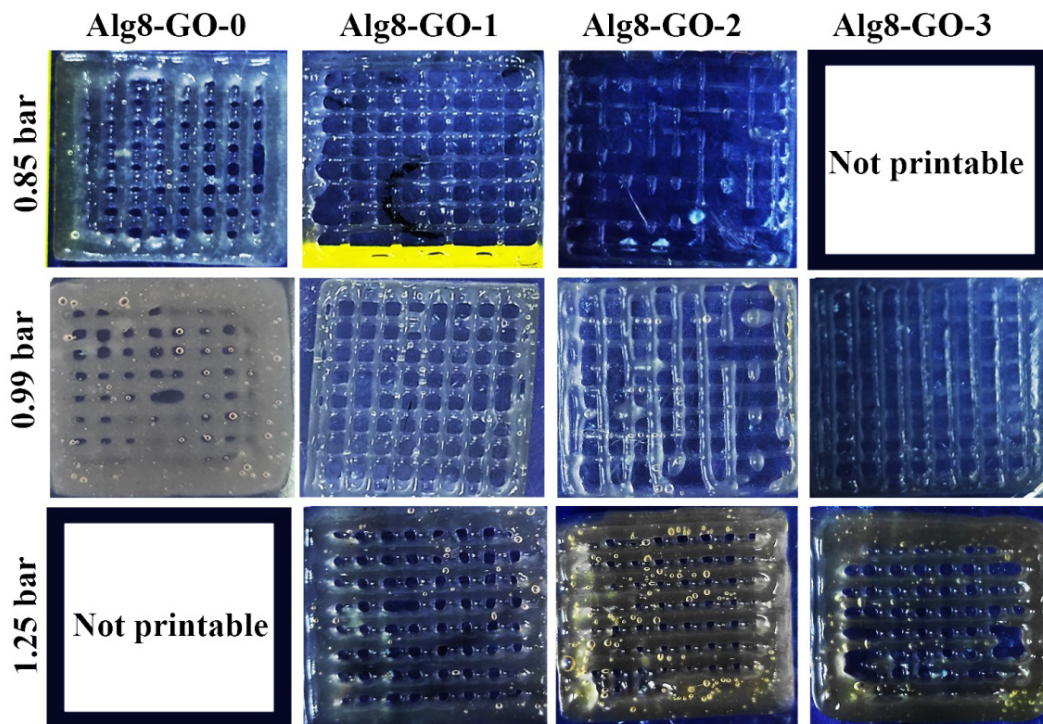 Alg8-GO-0 Alg8-GO-1 Alg8-GO-2 Alg8-GO-3
0.85 bar
Not printable
0.99 bar
1.25 bar
Not printable